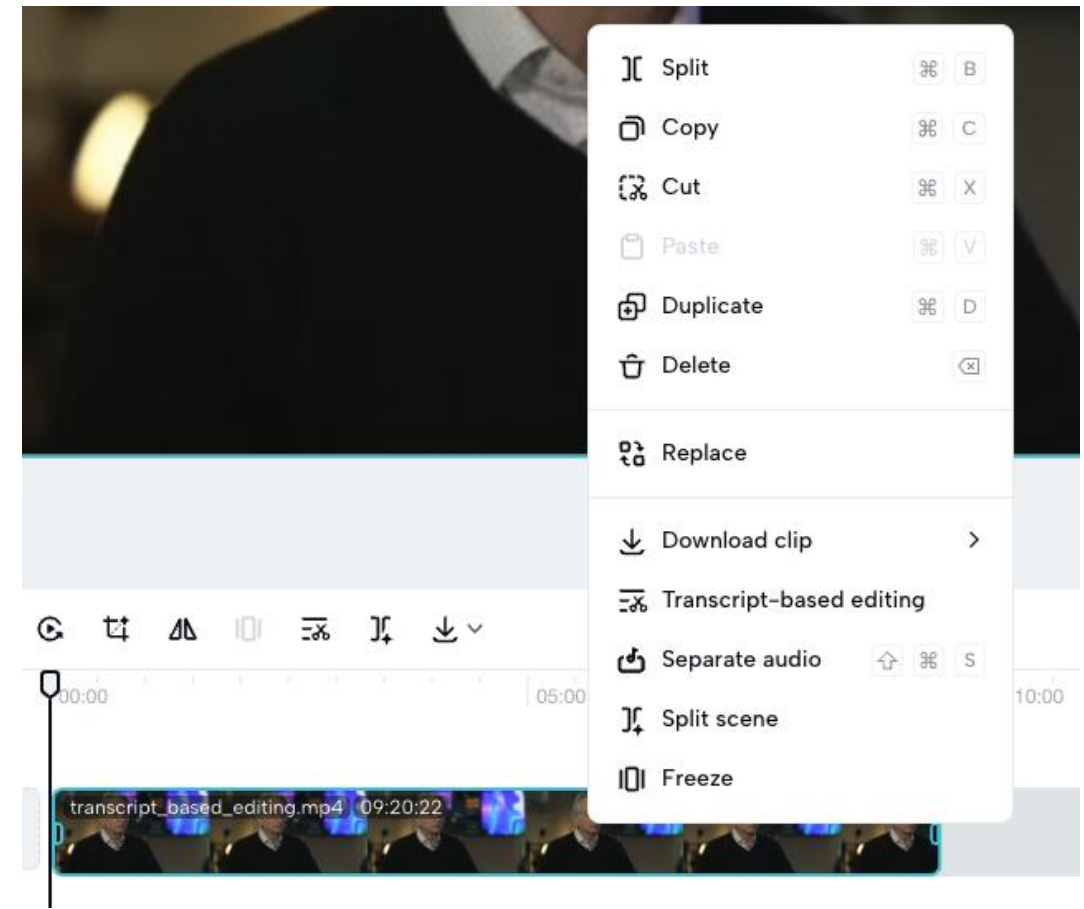 Split ⌘ B
Copy ⌘ C
Cut ⌘ X
Paste ⌘ V
Duplicate ⌘ D
Delete
Replace
Download clip
Transcript-based editing
Separate audio ⇧ ⌘ S
Split scene
Freeze
00:00 05:00 10:00
transcript_based_editing.mp4 09:20:22